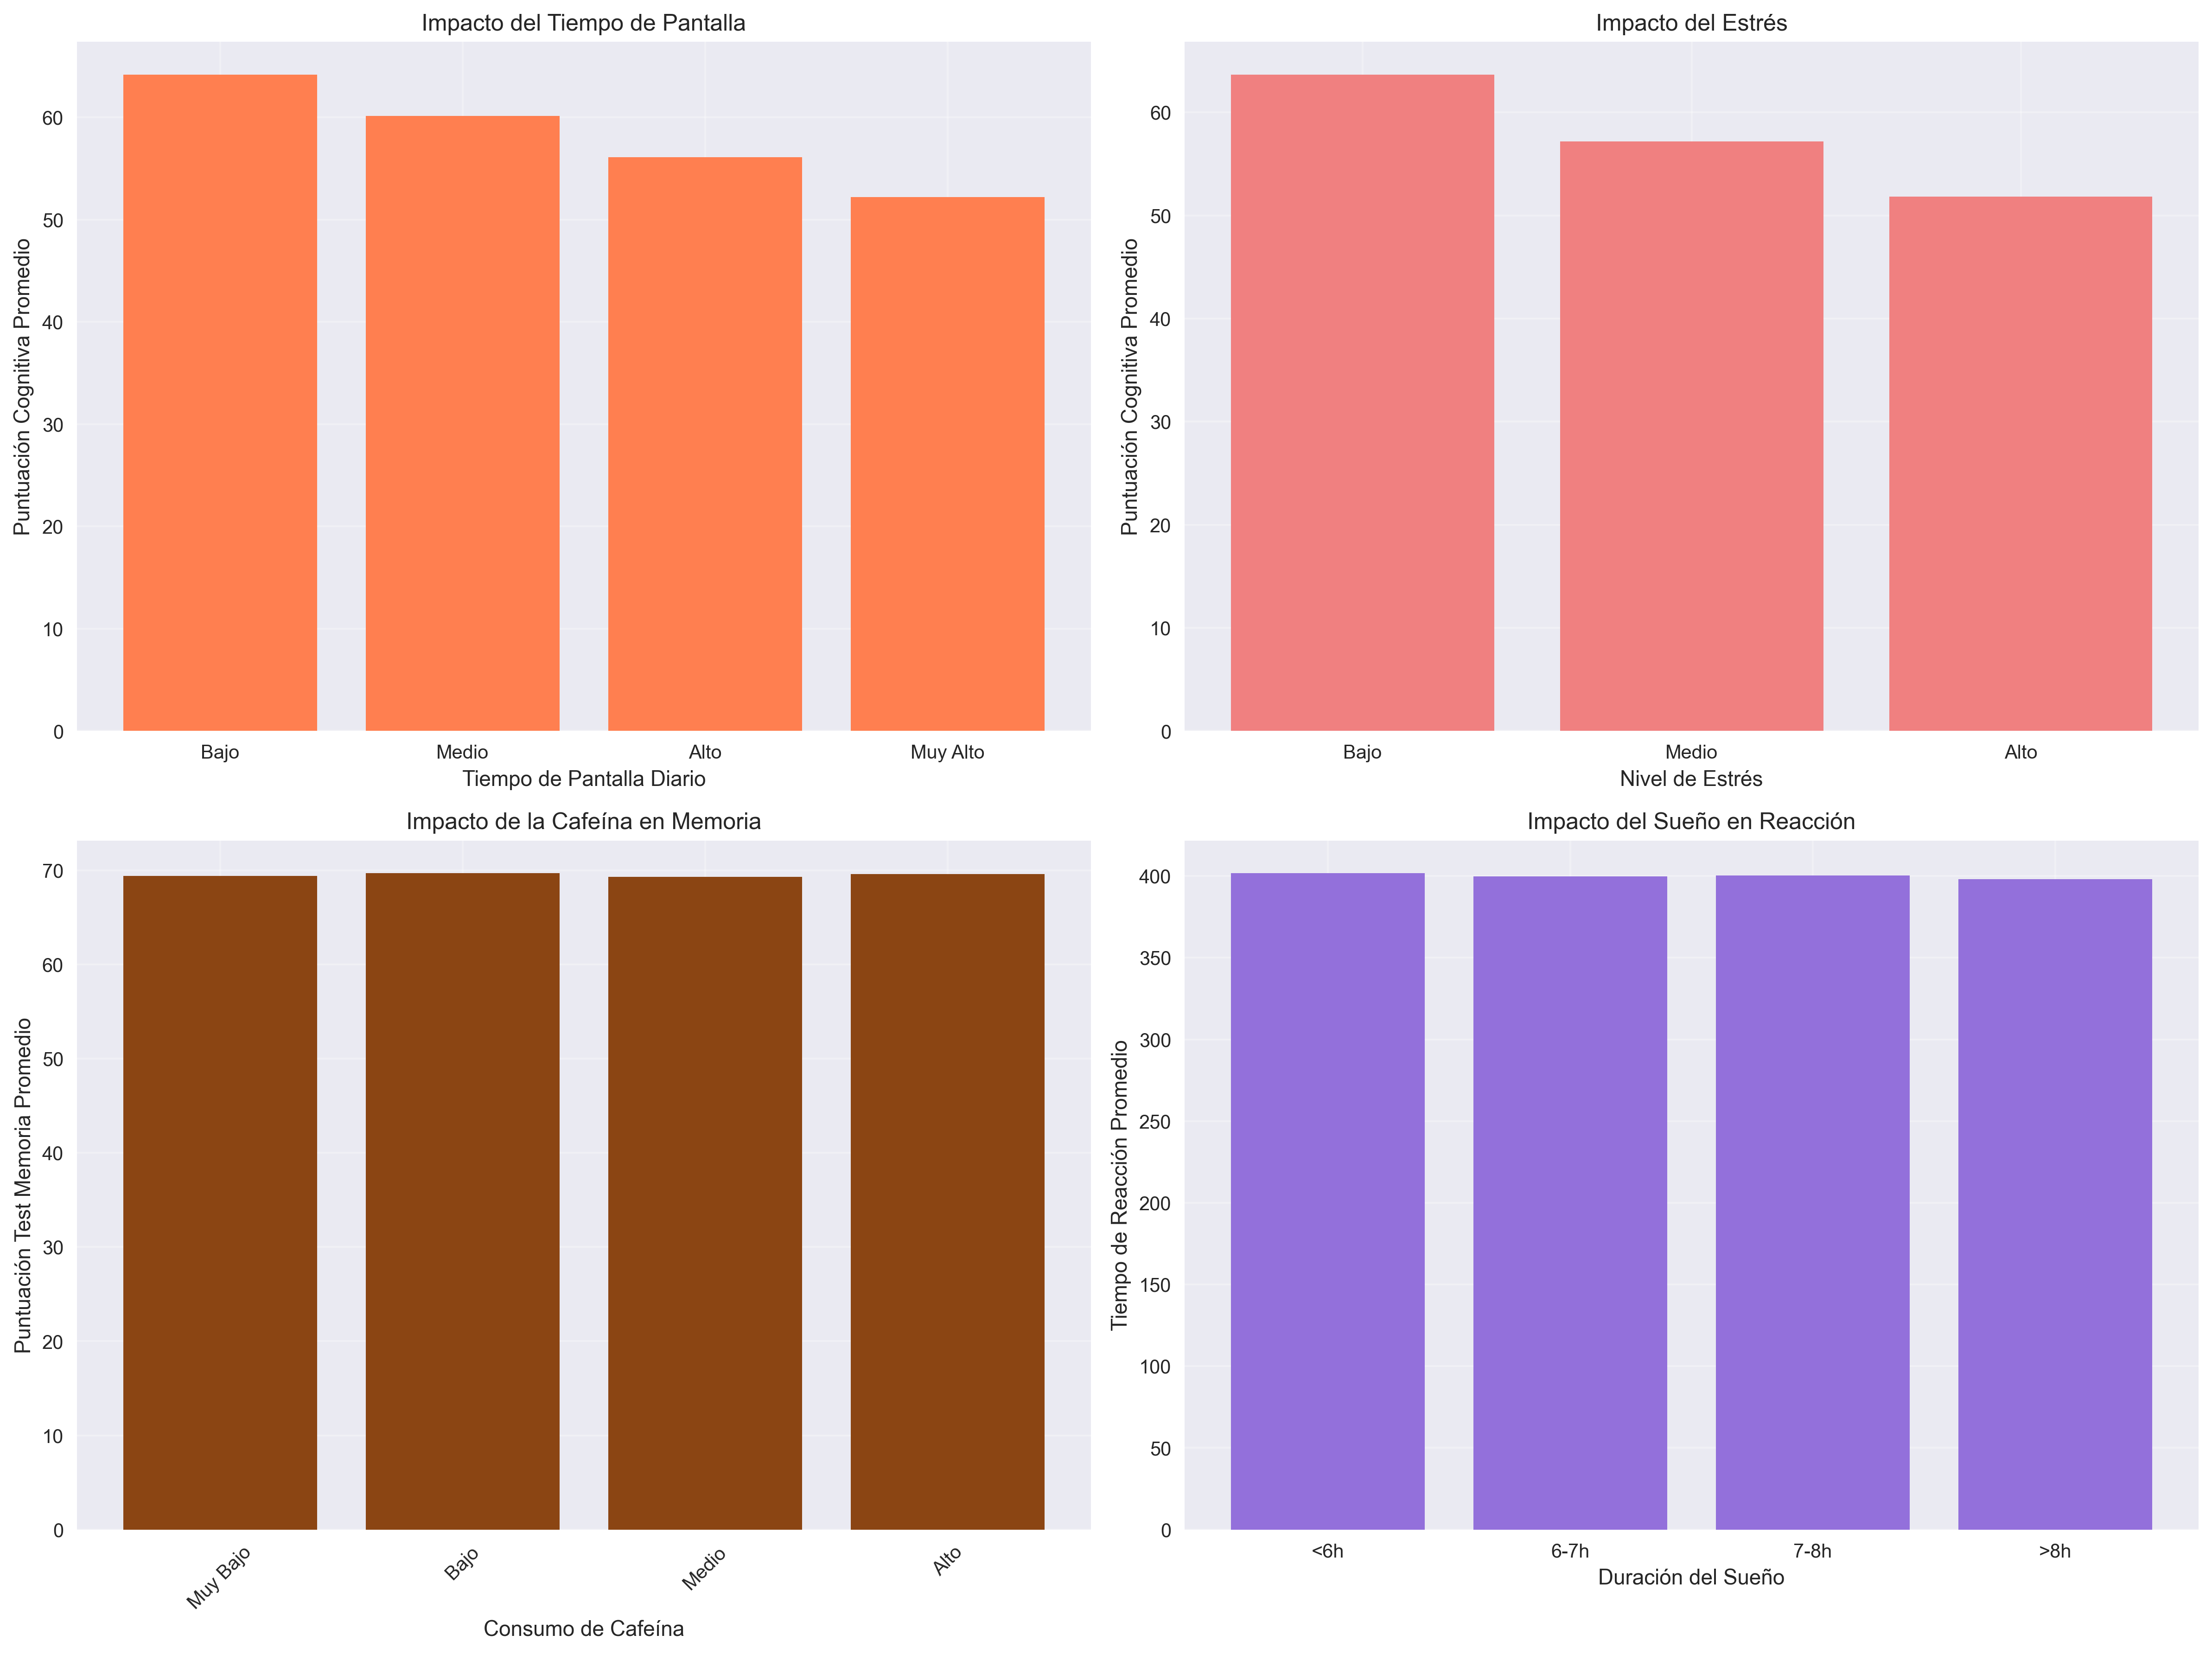 Impacto del Tiempo de Pantalla
Puntuación Cognitiva Promedio
60
50
40
30
20
10
0
Bajo
Medio
Alto
Muy Alto
Tiempo de Pantalla Diario
Impacto del Estrés
Puntuación Cognitiva Promedio
60
50
40
30
20
10
0
Bajo
Medio
Alto
Nivel de Estrés
Impacto de la Cafeína en Memoria
Puntuación Test Memoria Promedio
70
60
50
40
30
20
10
0
Muy Bajo
Bajo
Medio
Alto
Consumo de Cafeína
Impacto del Sueño en Reacción
Tiempo de Reacción Promedio
400
350
300
250
200
150
100
50
0
<6h
6-7h
7-8h
>8h
Duración del Sueño